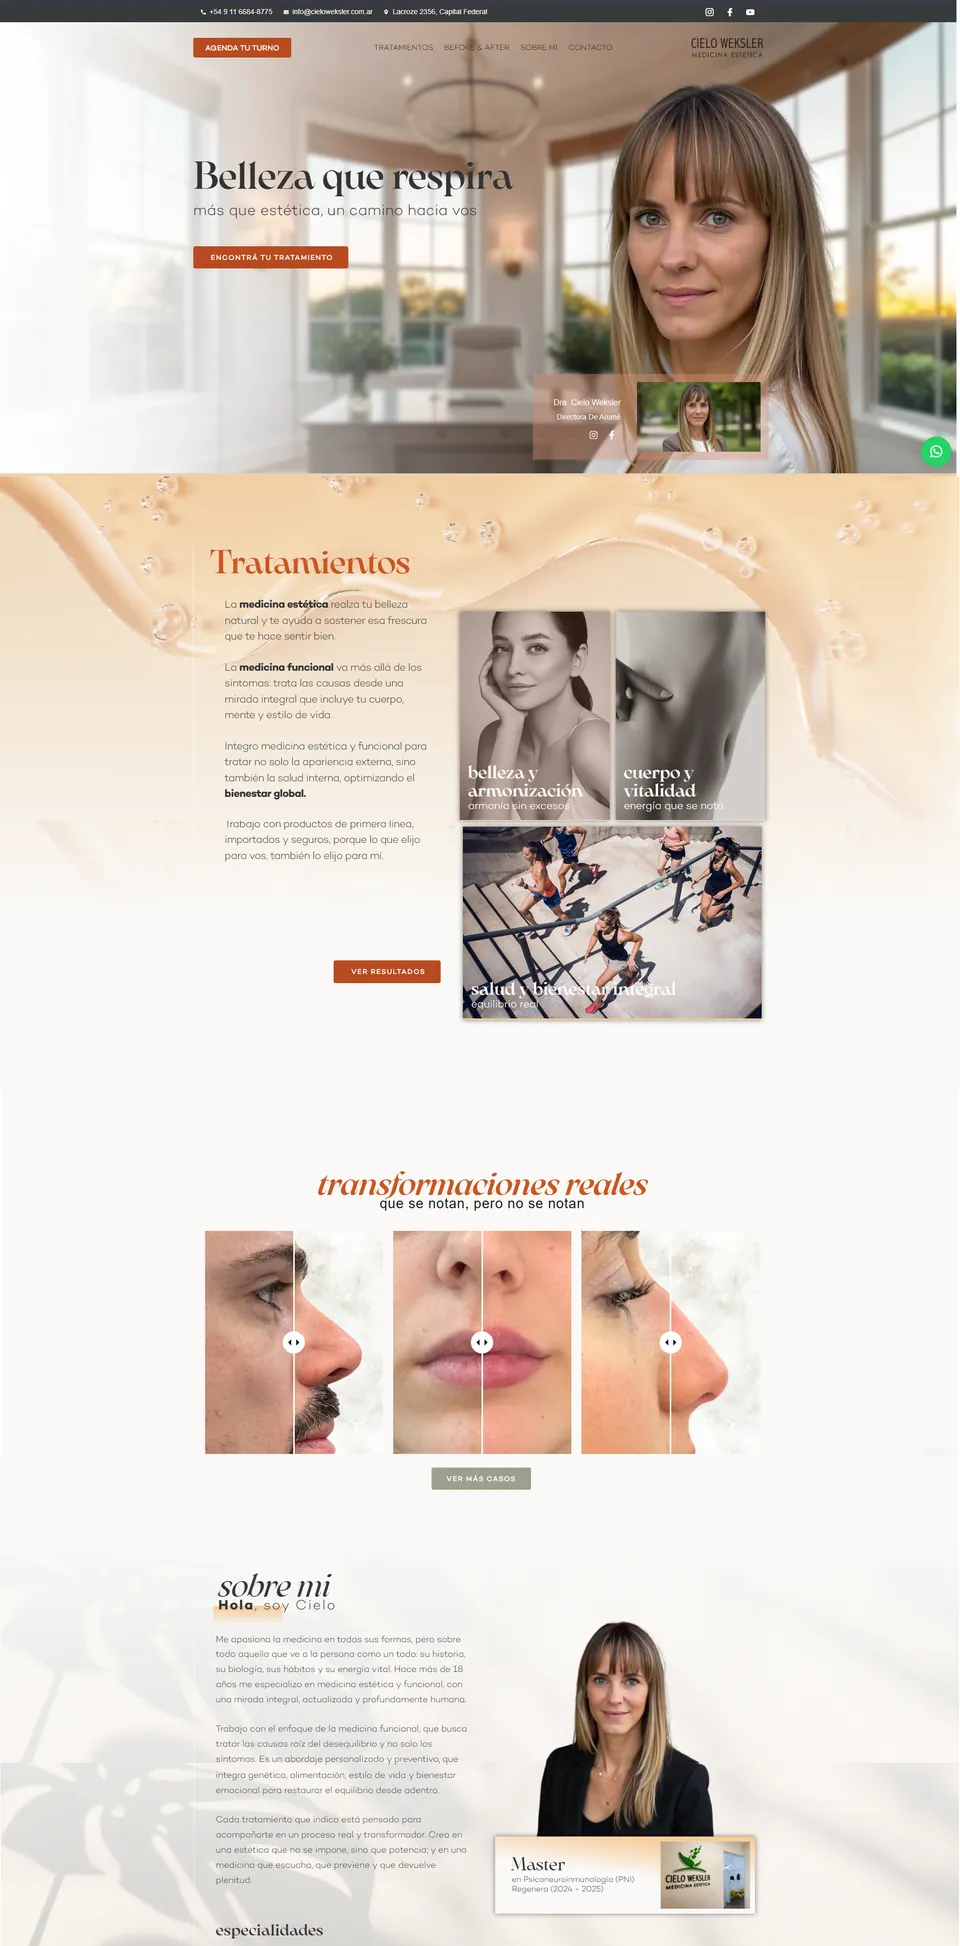 +54 9 11 6684-8775 info@cieloweksler.com.ar Lacroze 2356, Capital Federal
AGENDA TU TURNO
TRATAMIENTOS BEFORE & AFTER SOBRE MI CONTACTO
CIELO WEKSLER
MEDICINA ESTETICA
Belleza que respira
más que estética, un camino hacia vos
ENCONTRÁ TU TRATAMIENTO
Dra. Cielo Weksler
Directora De Arumé
Tratamientos
La medicina estética realza tu belleza
natural y te ayuda a sostener esa frescura
que te hace sentir bien.
La medicina funcional va más allá de los
síntomas: trata las causas desde una
mirada integral que incluye tu cuerpo,
mente y estilo de vida.
Integro medicina estética y funcional para
tratar no solo la apariencia externa, sino
también la salud interna, optimizando el
bienestar global.
Trabajo con productos de primera línea,
importados y seguros, porque lo que elijo
para vos, también lo elijo para mí.
VER RESULTADOS
belleza y
armonización
armonía sin excesos
cuerpo y
vitalidad
energía que se nota
salud y bienestar integral
equilibrio real
transformaciones reales
que se notan, pero no se notan
VER MÁS CASOS
sobre mi
Hola, soy Cielo
Me apasiona la medicina en todas sus formas, pero sobre
todo aquella que ve a la persona como un todo: su historia,
su biología, sus hábitos y su energía vital. Hace más de 18
años me especializo en medicina estética y funcional, con
una mirada integral, actualizada y profundamente humana.
Trabajo con el enfoque de la medicina funcional, que busca
tratar las causas raíz del desequilibrio y no solo los
síntomas. Es un abordaje personalizado y preventivo, que
integra genética, alimentación, estilo de vida y bienestar
emocional para restaurar el equilibrio desde adentro.
Cada tratamiento que indico está pensado para
acompañarte en un proceso real y transformador. Creo en
una estética que no se impone, sino que potencia; y en una
medicina que escucha, que previene y que devuelve
plenitud.
Master
en Psiconeuroinmunología (PNI)
Regenera (2024 - 2025)
CIELO WEKSLER
MEDICINA ESTETICA
especialidades